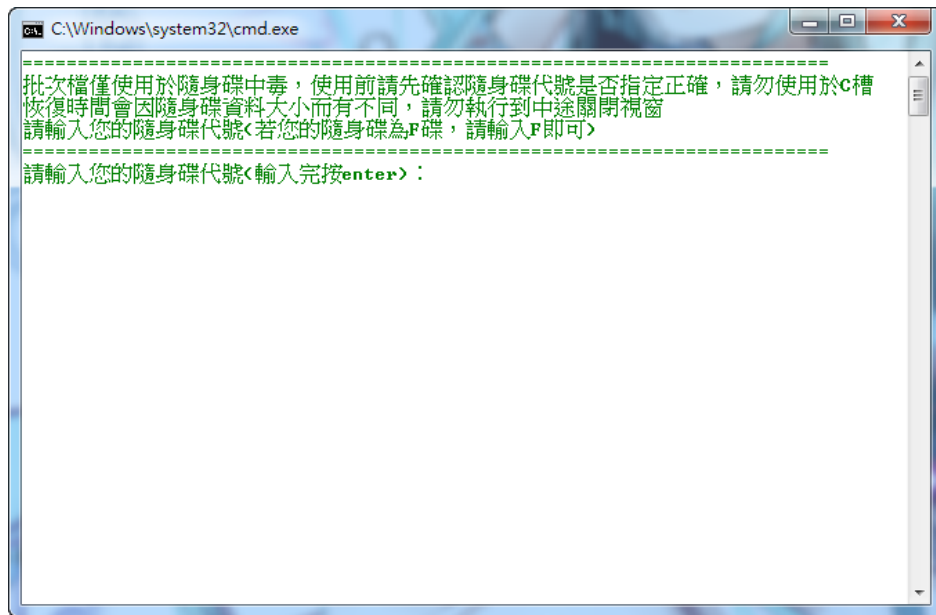 C:\Windows\system32\cmd.exe
=========================================================================
批次檔僅使用於隨身碟中毒，使用前請先確認隨身碟代號是否指定正確，請勿使用於C槽
恢復時間會因隨身碟資料大小而有不同，請勿執行到中途關閉視窗
請輸入您的隨身碟代號(若您的隨身碟為F碟，請輸入F即可)
=========================================================================
請輸入您的隨身碟代號(輸入完按enter)：